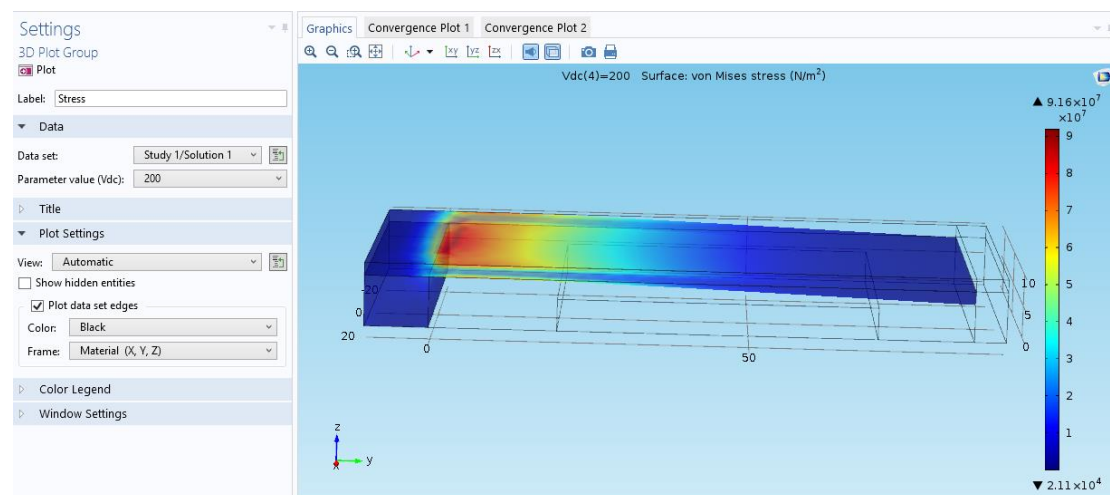 Settings
3D Plot Group
Plot
Label: Stress
Data
Data set: Study 1/Solution 1
Parameter value (Vdc): 200
Title
Plot Settings
View: Automatic
Show hidden entities
Plot data set edges
Color: Black
Frame: Material (X, Y, Z)
Color Legend
Window Settings
Graphics Convergence Plot 1 Convergence Plot 2
xy yz zx
Vdc(4)=200 Surface: von Mises stress (N/m²)
▲ 9.16×10⁷
×10⁷
9
8
7
6
5
4
3
2
1
▼ 2.11×10⁴
-20
0
20
0
50
10
5
0
z
y
x